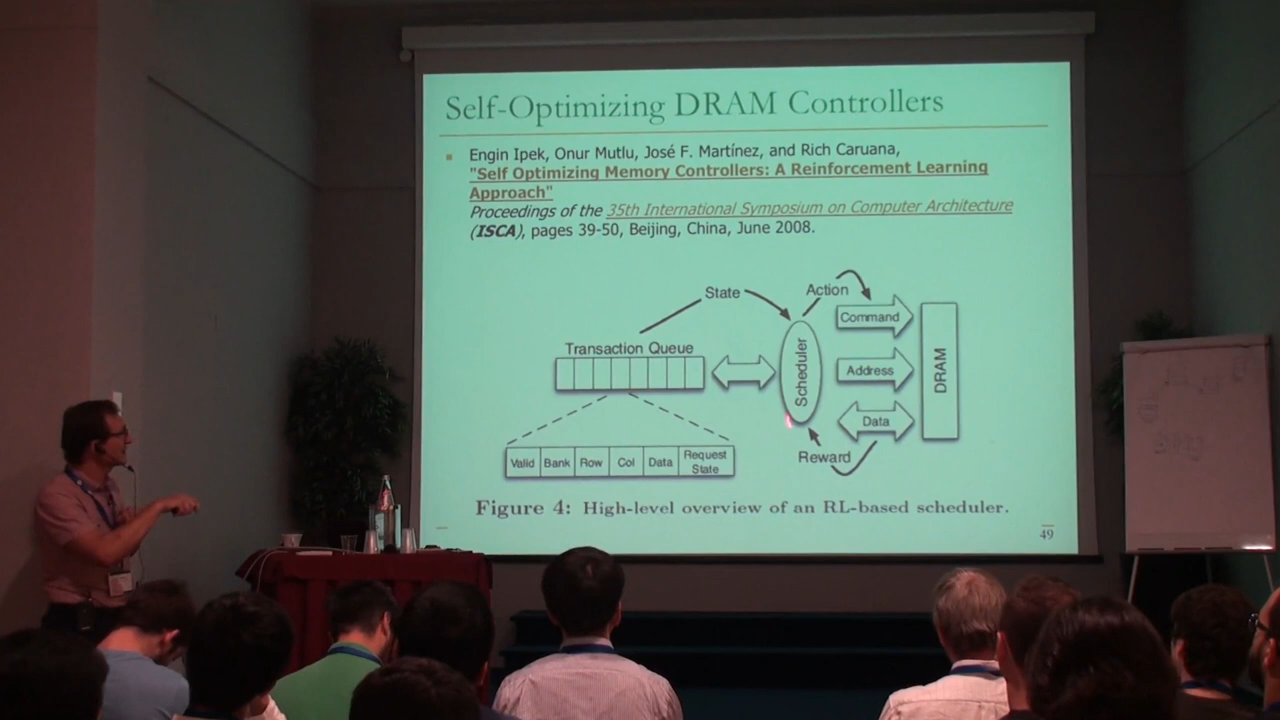 Self-Optimizing DRAM Controllers
Engin Ipek, Onur Mutlu, José F. Martínez, and Rich Caruana,
"Self Optimizing Memory Controllers: A Reinforcement Learning
Approach"
Proceedings of the 35th International Symposium on Computer Architecture
(ISCA), pages 39-50, Beijing, China, June 2008.
State
Action
Command
Transaction Queue
Scheduler
Address
DRAM
Data
Reward
Valid Bank Row Col Data Request State
Figure 4: High-level overview of an RL-based scheduler.
49